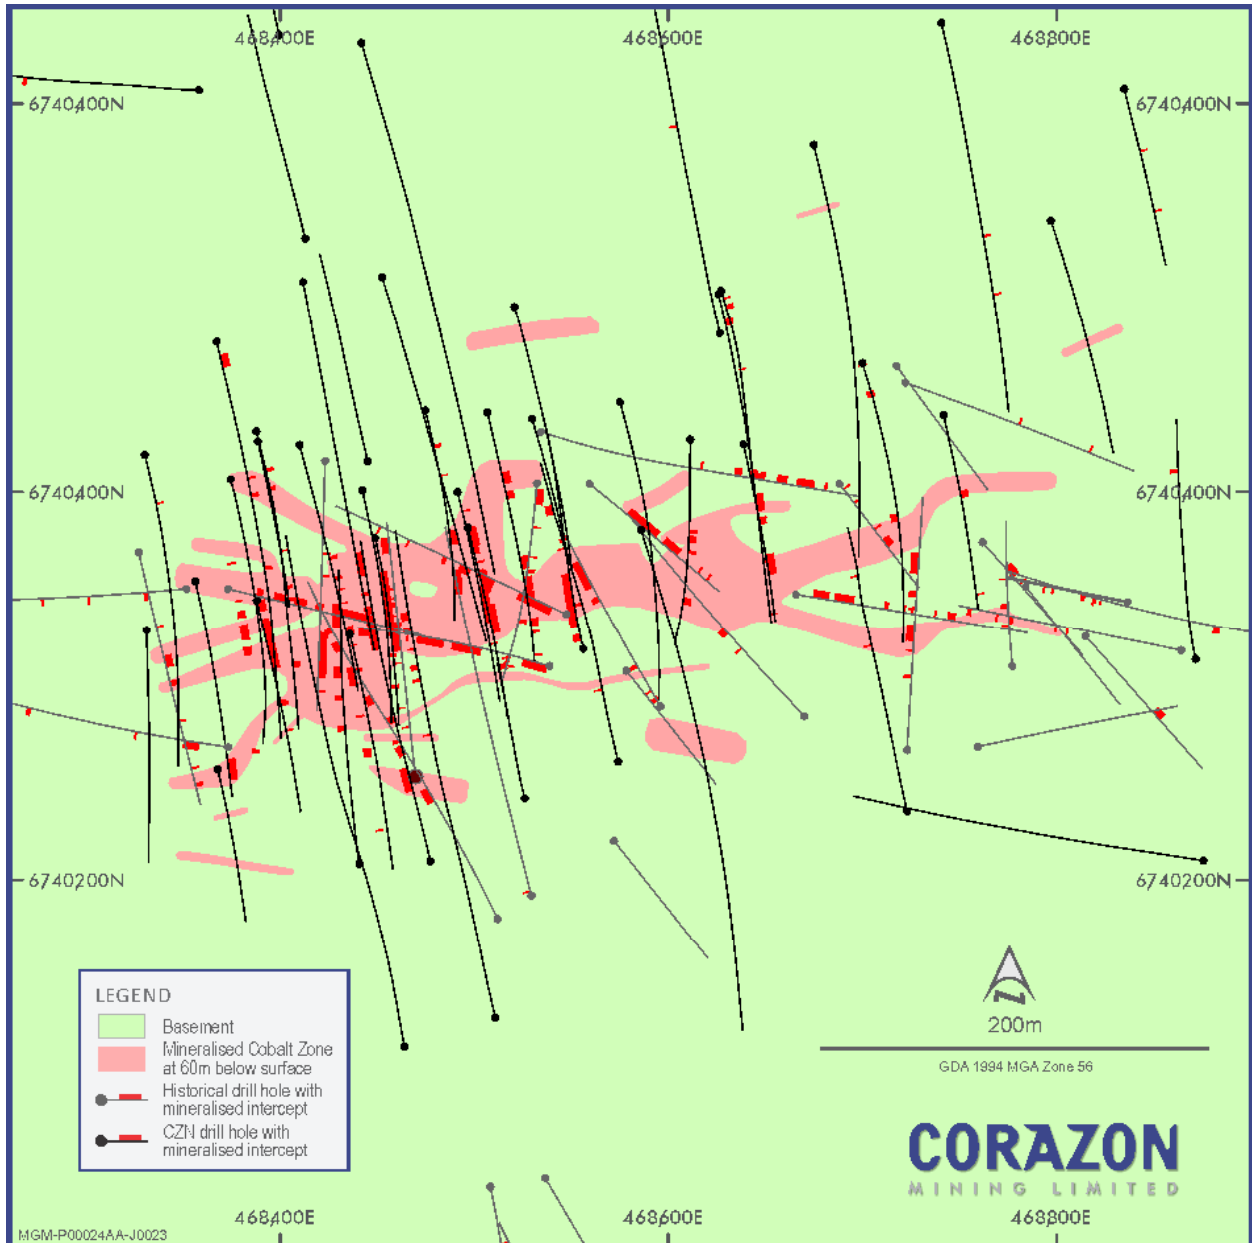 468400E 468600E 468800E
6740400N 6740400N
6740400N 6740400N
6740200N 6740200N
LEGEND
Basement
Mineralised Cobalt Zone
at 60m below surface
Historical drill hole with
mineralised intercept
CZN drill hole with
mineralised intercept
N
200m
GDA 1994 MGA Zone 56
CORAZON
MINING LIMITED
468400E 468600E 468800E
MGM-P00024AA-J0023